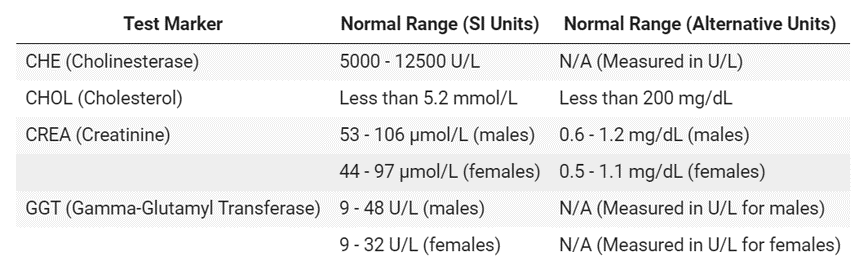 Test Marker Normal Range (SI Units) Normal Range (Alternative Units)
CHE (Cholinesterase) 5000 - 12500 U/L N/A (Measured in U/L)
CHOL (Cholesterol) Less than 5.2 mmol/L Less than 200 mg/dL
CREA (Creatinine) 53 - 106 µmol/L (males) 0.6 - 1.2 mg/dL (males)
44 - 97 µmol/L (females) 0.5 - 1.1 mg/dL (females)
GGT (Gamma-Glutamyl Transferase) 9 - 48 U/L (males) N/A (Measured in U/L for males)
9 - 32 U/L (females) N/A (Measured in U/L for females)